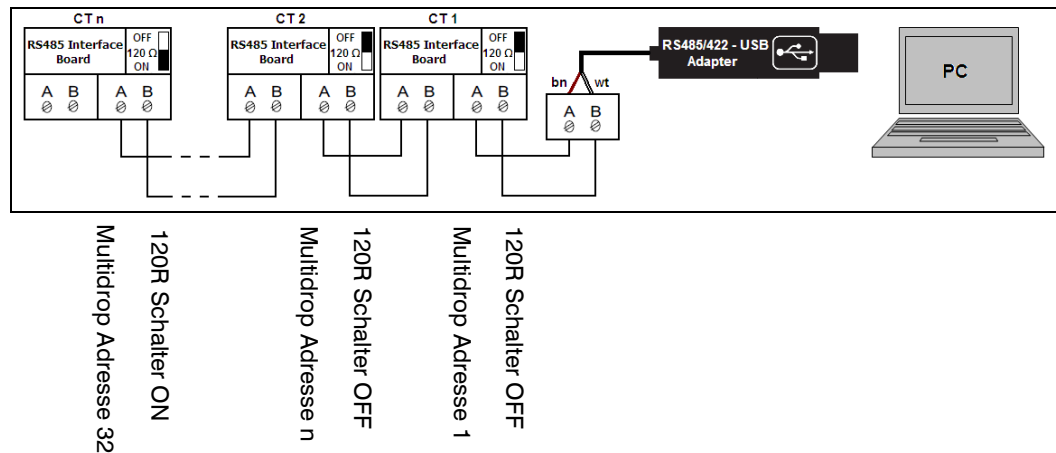 CT n
RS485 Interface
Board
OFF
120 Ω
ON
A B A B
CT 2
RS485 Interface
Board
OFF
120 Ω
ON
A B A B
CT 1
RS485 Interface
Board
OFF
120 Ω
ON
A B A B
bn wt
A B
RS485/422 - USB
Adapter
PC
120R Schalter ON
Multidrop Adresse 32
120R Schalter OFF
Multidrop Adresse n
120R Schalter OFF
Multidrop Adresse 1